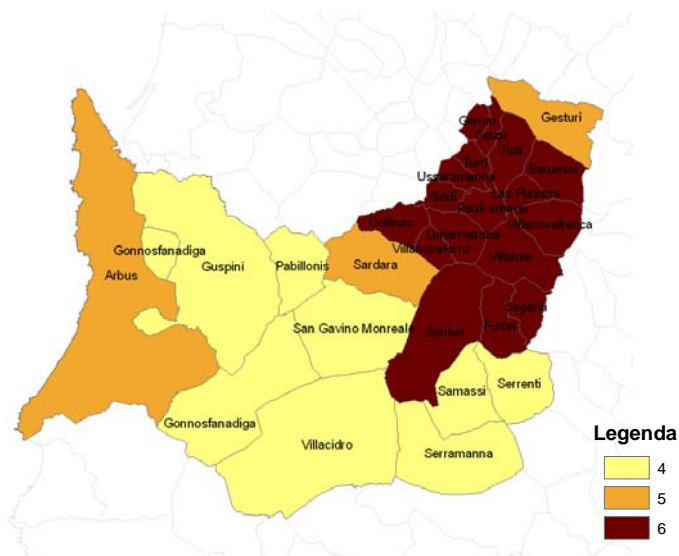 Gesturi
Genuri
Setzu
Tuili
Turri
Barumini
Ussaramanna
Siddi
Las Plassas
Pauli arbarei
Collinas
Villanovafranca
Lunamatrona
Villanovaforru
Gonnosfanadiga
Villamar
Arbus
Guspini
Pabillonis
Sardara
Segariu
San Gavino Monreale
Sanluri
Furtei
Samassi
Serrenti
Gonnosfanadiga
Villacidro
Serramanna
Legenda
4
5
6